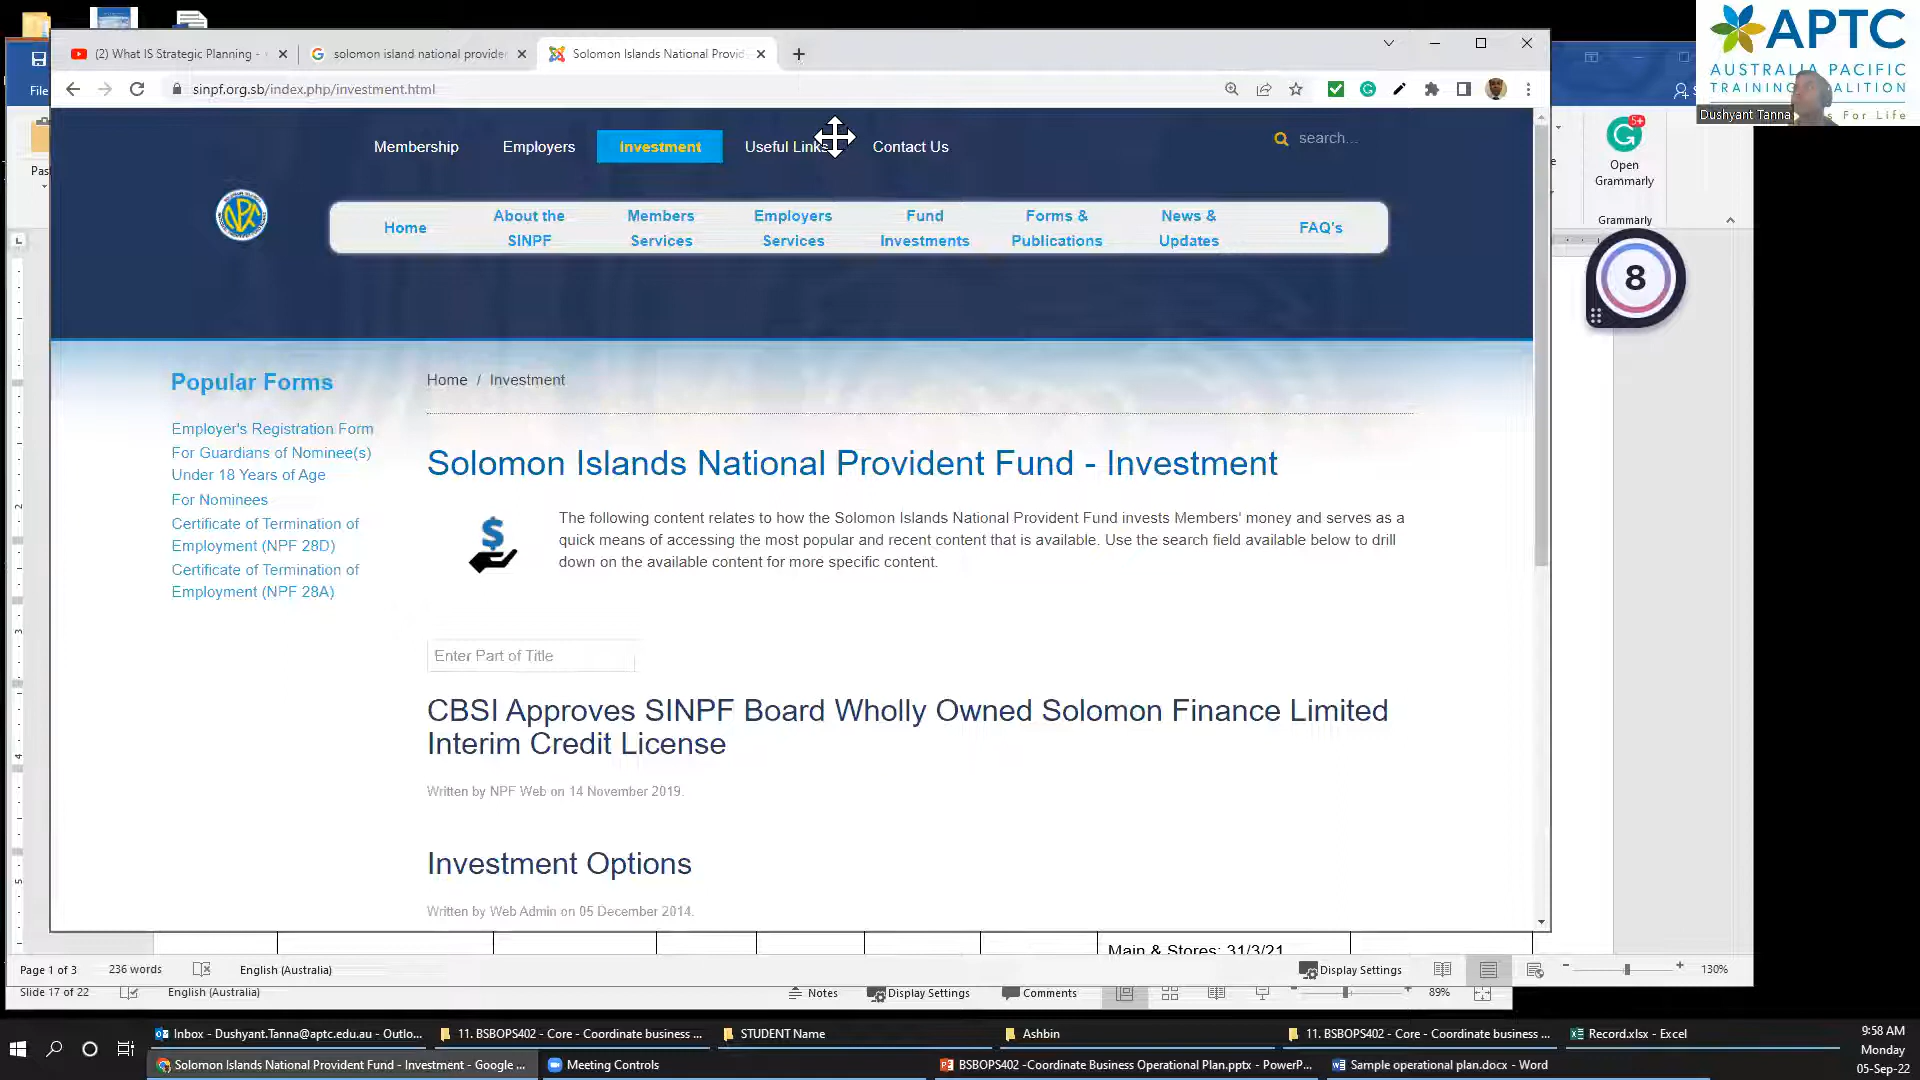 (2) What IS Strategic Planning -
solomon island national provider
Solomon Islands National Provid
sinpf.org.sb/index.php/investment.html
File
Membership
Employers
Investment
Useful Links
Contact Us
search...
Home
About the
SINPF
Members
Services
Employers
Services
Fund
Investments
Forms &
Publications
News &
Updates
FAQ's
Popular Forms
Employer's Registration Form
For Guardians of Nominee(s)
Under 18 Years of Age
For Nominees
Certificate of Termination of
Employment (NPF 28D)
Certificate of Termination of
Employment (NPF 28A)
Home / Investment
Solomon Islands National Provident Fund - Investment
The following content relates to how the Solomon Islands National Provident Fund invests Members' money and serves as a
quick means of accessing the most popular and recent content that is available. Use the search field available below to drill
down on the available content for more specific content.
Enter Part of Title
CBSI Approves SINPF Board Wholly Owned Solomon Finance Limited
Interim Credit License
Written by NPF Web on 14 November 2019.
Investment Options
Written by Web Admin on 05 December 2014.
APTC
AUSTRALIA PACIFIC
TRAINING COALITION
Dushyant Tanna
For Life
5+
Open
Grammarly
Grammarly
8
2
3
4
5
Main & Stores: 31/3/21
Page 1 of 3
236 words
English (Australia)
Display Settings
130%
Slide 17 of 22
English (Australia)
Notes
Display Settings
Comments
89%
Inbox - Dushyant.Tanna@aptc.edu.au - Outlo...
11. BSBOPS402 - Core - Coordinate business ...
STUDENT Name
Ashbin
11. BSBOPS402 - Core - Coordinate business ...
Record.xlsx - Excel
Solomon Islands National Provident Fund - Investment - Google ...
Meeting Controls
BSBOPS402 -Coordinate Business Operational Plan.pptx - PowerP...
Sample operational plan.docx - Word
9:58 AM
Monday
05-Sep-22